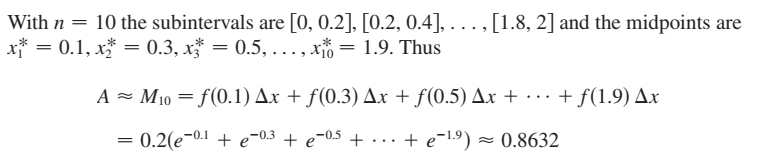 With n = 10 the subintervals are [0, 0.2], [0.2, 0.4], . . . , [1.8, 2] and the midpoints are
x₁* = 0.1, x₂* = 0.3, x₃* = 0.5, . . . , x₁₀* = 1.9. Thus
A ≈ M₁₀ = f(0.1) Δx + f(0.3) Δx + f(0.5) Δx + ⋯ + f(1.9) Δx
= 0.2(e⁻⁰·¹ + e⁻⁰·³ + e⁻⁰·⁵ + ⋯ + e⁻¹·⁹) ≈ 0.8632